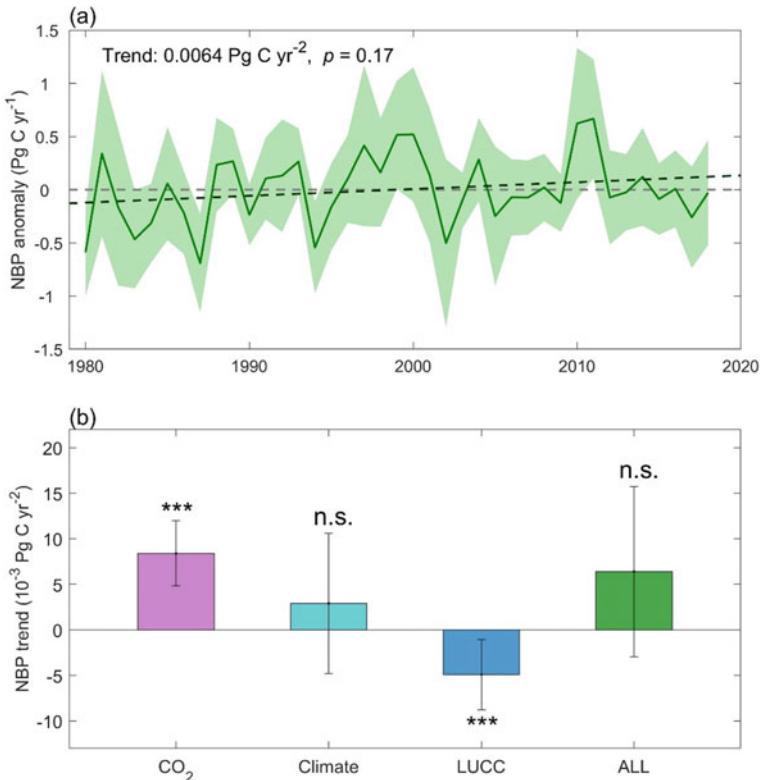 (a)
Trend: 0.0064 Pg C yr⁻², p = 0.17
NBP anomaly (Pg C yr⁻¹)
1.5
1
0.5
0
-0.5
-1
-1.5
1980 1990 2000 2010 2020
(b)
NBP trend (10⁻³ Pg C yr⁻²)
20
15
10
5
0
-5
-10
***
n.s.
***
n.s.
CO₂ Climate LUCC ALL